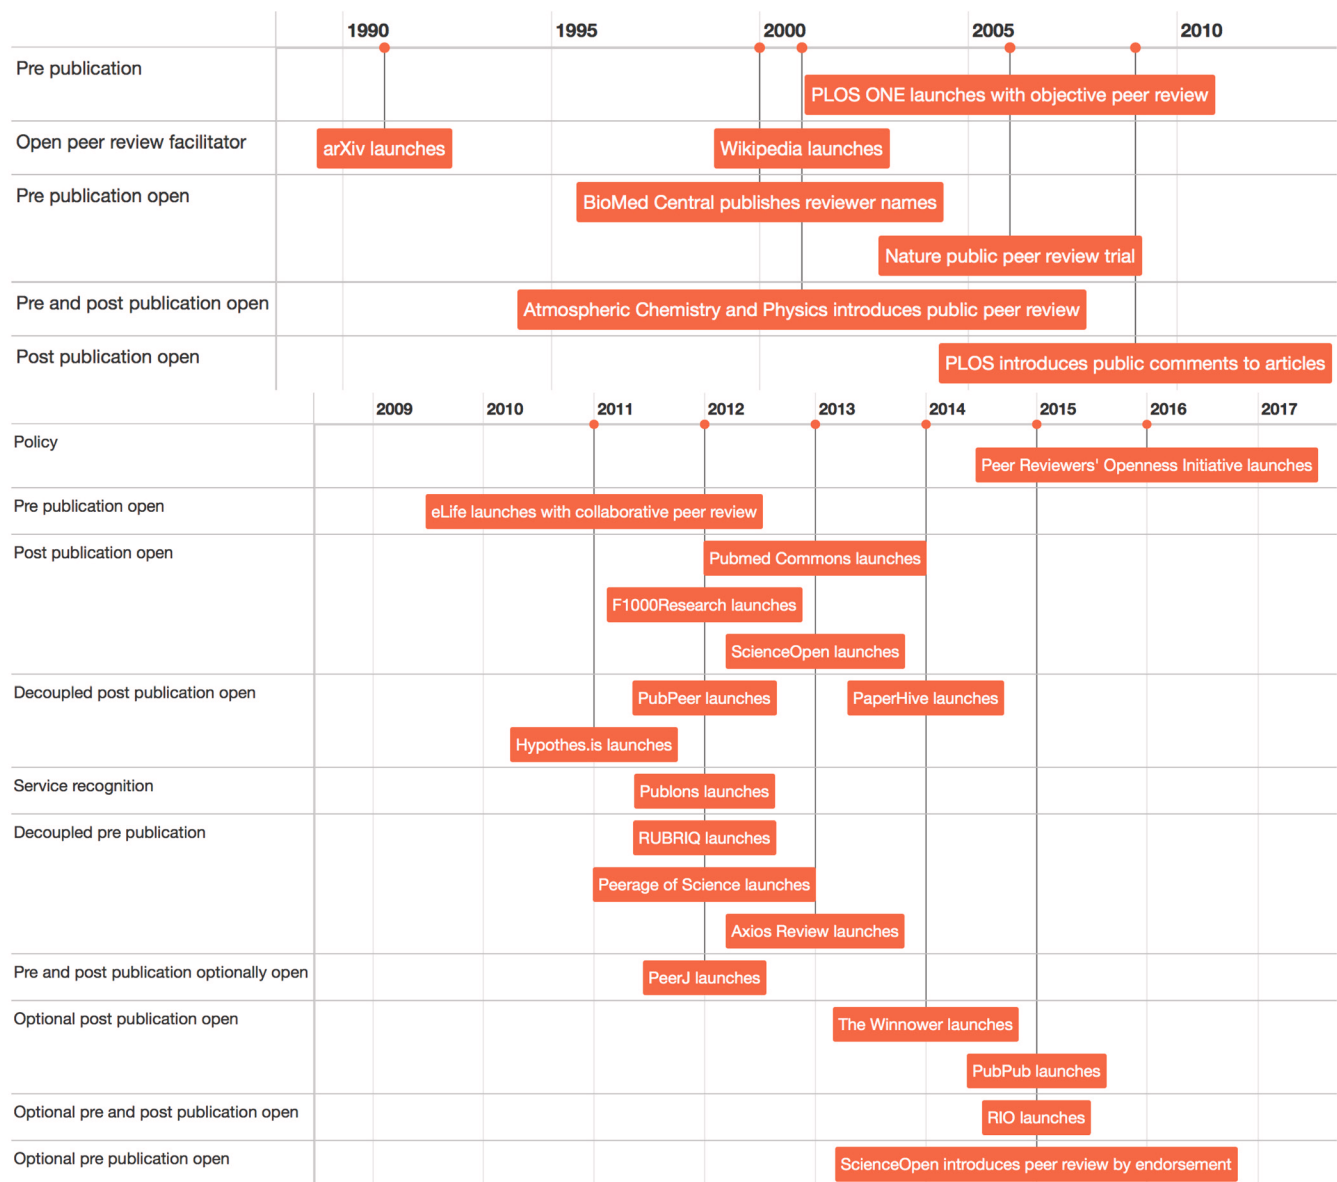 1990 1995 2000 2005 2010
Pre publication
PLOS ONE launches with objective peer review
Open peer review facilitator
arXiv launches
Wikipedia launches
Pre publication open
BioMed Central publishes reviewer names
Nature public peer review trial
Pre and post publication open
Atmospheric Chemistry and Physics introduces public peer review
Post publication open
PLOS introduces public comments to articles
2009 2010 2011 2012 2013 2014 2015 2016 2017
Policy
Peer Reviewers' Openness Initiative launches
Pre publication open
eLife launches with collaborative peer review
Post publication open
Pubmed Commons launches
F1000Research launches
ScienceOpen launches
Decoupled post publication open
PubPeer launches
PaperHive launches
Hypothes.is launches
Service recognition
Publons launches
Decoupled pre publication
RUBRIQ launches
Peerage of Science launches
Axios Review launches
Pre and post publication optionally open
PeerJ launches
Optional post publication open
The Winnower launches
PubPub launches
Optional pre and post publication open
RIO launches
Optional pre publication open
ScienceOpen introduces peer review by endorsement